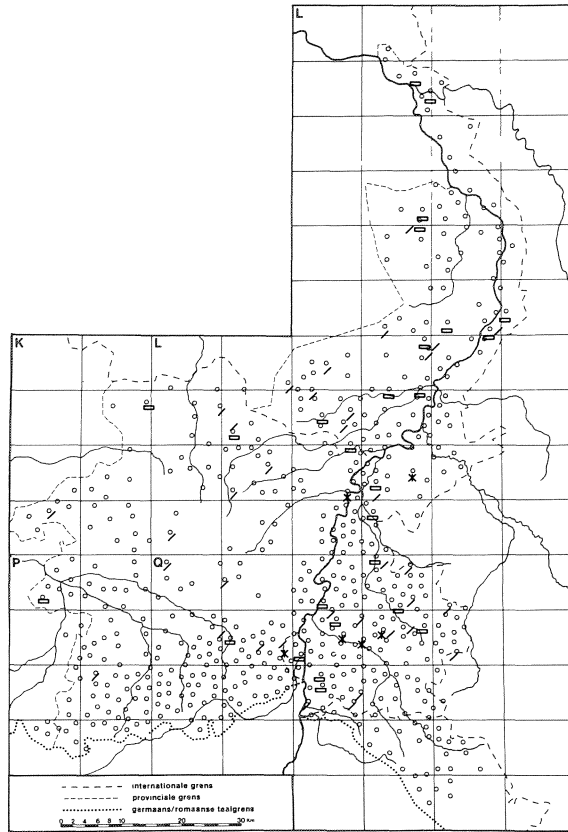 L
K
L
P
Q
internationale grens
provinciale grens
germaans/romaanse taalgrens
0 2 4 6 8 10 20 30 km